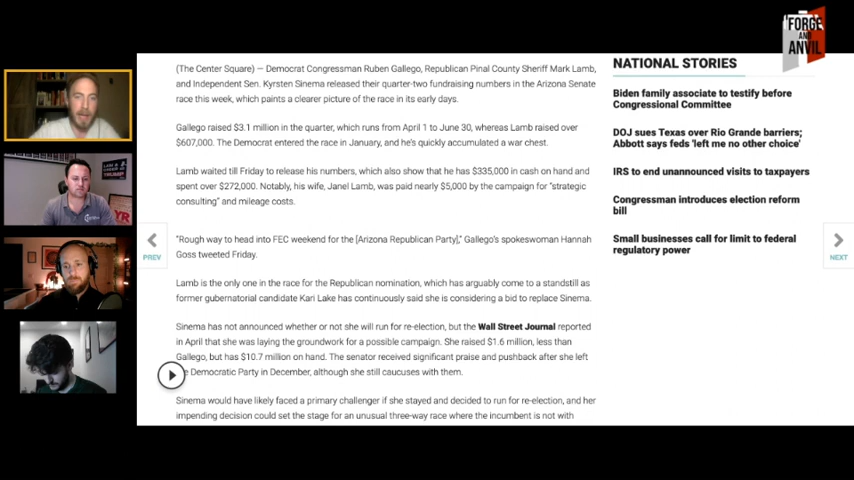 FORGE
AND
ANVIL
(The Center Square) — Democrat Congressman Ruben Gallego, Republican Pinal County Sheriff Mark Lamb,
and Independent Sen. Kyrsten Sinema released their quarter-two fundraising numbers in the Arizona Senate
race this week, which paints a clearer picture of the race in its early days.
Gallego raised $3.1 million in the quarter, which runs from April 1 to June 30, whereas Lamb raised over
$607,000. The Democrat entered the race in January, and he's quickly accumulated a war chest.
Lamb waited till Friday to release his numbers, which also show that he has $335,000 in cash on hand and
spent over $272,000. Notably, his wife, Janel Lamb, was paid nearly $5,000 by the campaign for "strategic
consulting" and mileage costs.
"Rough way to head into FEC weekend for the [Arizona Republican Party]," Gallego's spokeswoman Hannah
Goss tweeted Friday.
Lamb is the only one in the race for the Republican nomination, which has arguably come to a standstill as
former gubernatorial candidate Kari Lake has continuously said she is considering a bid to replace Sinema.
Sinema has not announced whether or not she will run for re-election, but the Wall Street Journal reported
in April that she was laying the groundwork for a possible campaign. She raised $1.6 million, less than
Gallego, but has $10.7 million on hand. The senator received significant praise and pushback after she left
e Democratic Party in December, although she still caucuses with them.
Sinema would have likely faced a primary challenger if she stayed and decided to run for re-election, and her
impending decision could set the stage for an unusual three-way race where the incumbent is not with
PREV
NEXT
NATIONAL STORIES
Biden family associate to testify before
Congressional Committee
DOJ sues Texas over Rio Grande barriers;
Abbott says feds 'left me no other choice'
IRS to end unannounced visits to taxpayers
Congressman introduces election reform
bill
Small businesses call for limit to federal
regulatory power
TRUMP
YR